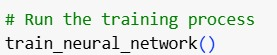 # Run the training process
train_neural_network()